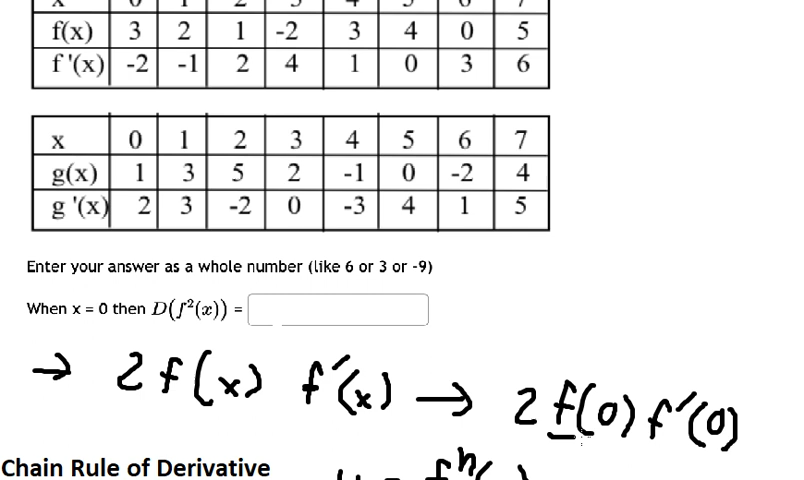 f(x) 3 2 1 -2 3 4 0 5
f '(x) -2 -1 2 4 1 0 3 6
x 0 1 2 3 4 5 6 7
g(x) 1 3 5 2 -1 0 -2 4
g '(x) 2 3 -2 0 -3 4 1 5
Enter your answer as a whole number (like 6 or 3 or -9)
When x = 0 then D(f²(x)) =
→ 2 f(x) f′(x) → 2 f(0) f′(0)
Chain Rule of Derivative